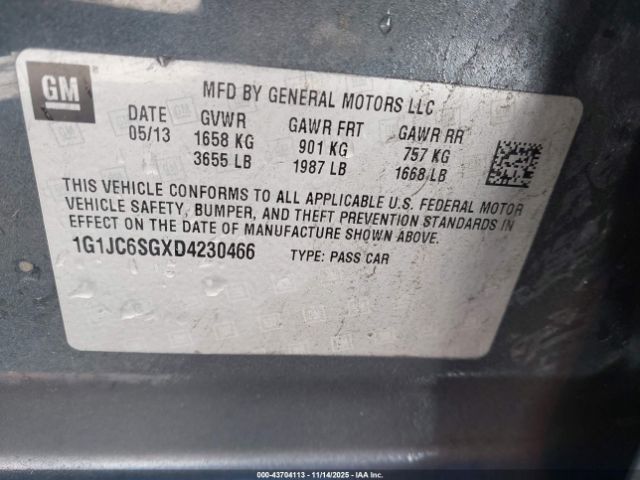 GM
MFD BY GENERAL MOTORS LLC
DATE GVWR GAWR FRT GAWR RR
05/13 1658 KG 901 KG 757 KG
3655 LB 1987 LB 1668 LB
THIS VEHICLE CONFORMS TO ALL APPLICABLE U.S. FEDERAL MOTOR
VEHICLE SAFETY, BUMPER, AND THEFT PREVENTION STANDARDS IN
EFFECT ON THE DATE OF MANUFACTURE SHOWN ABOVE.
1G1JC6SGXD4230466 TYPE: PASS CAR
000-43704113 - 11/14/2025 - IAAI, Inc.